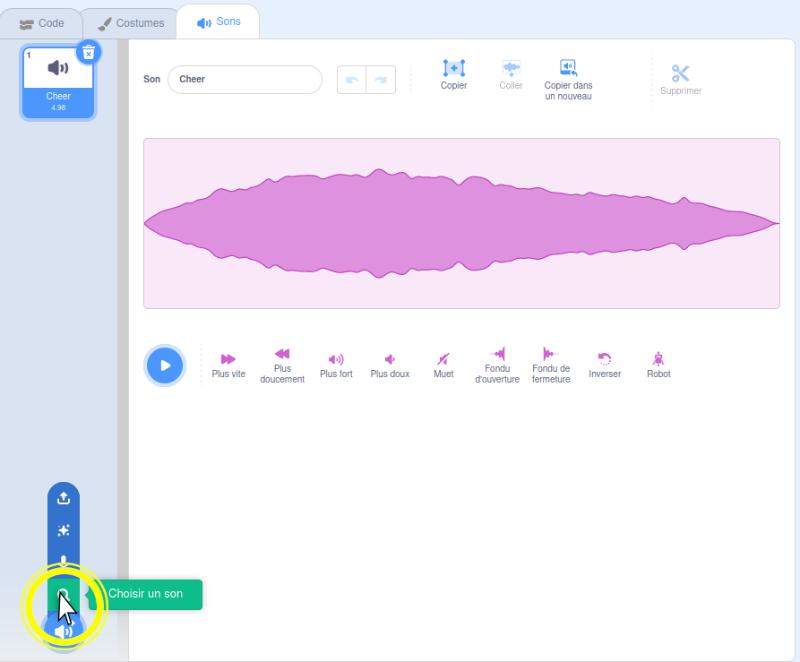 Code
Costumes
Sons
1
Cheer
4.98
Son
Cheer
Copier
Coller
Copier dans
un nouveau
Supprimer
Plus vite
Plus
doucement
Plus fort
Plus doux
Muet
Fondu
d'ouverture
Fondu de
fermeture
Inverser
Robot
Choisir un son